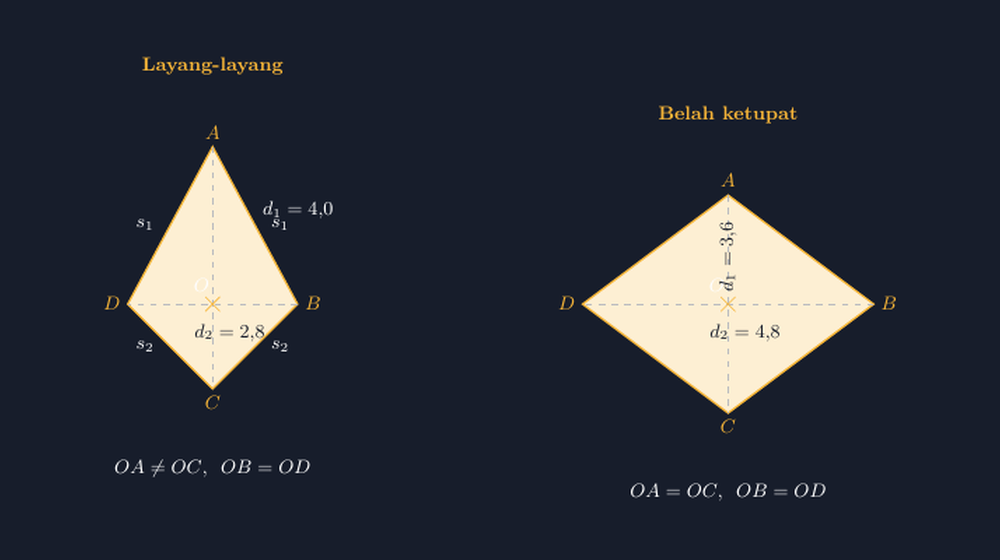 Layang-layang
A
d₁ = 4,0
s₁
s₁
D
O
B
d₂ = 2,8
s₂
s₂
C
OA ≠ OC, OB = OD
Belah ketupat
A
d₁ = 3,6
D
O
B
d₂ = 4,8
C
OA = OC, OB = OD